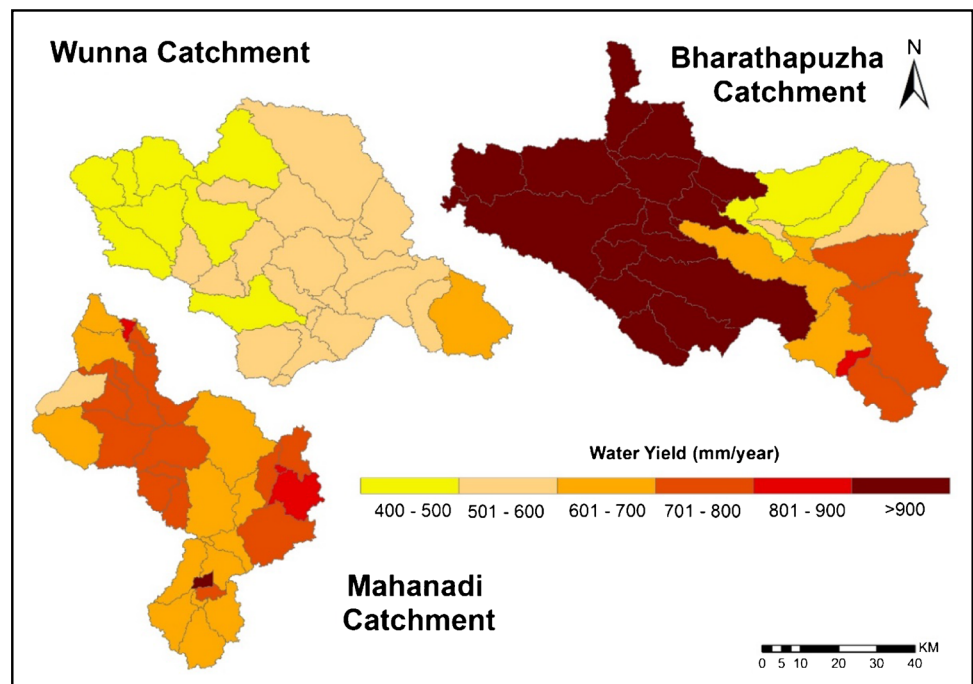 Wunna Catchment
Bharathapuzha
Catchment
N
Water Yield (mm/year)
400 - 500 501 - 600 601 - 700 701 - 800 801 - 900 >900
Mahanadi
Catchment
KM
0 5 10 20 30 40